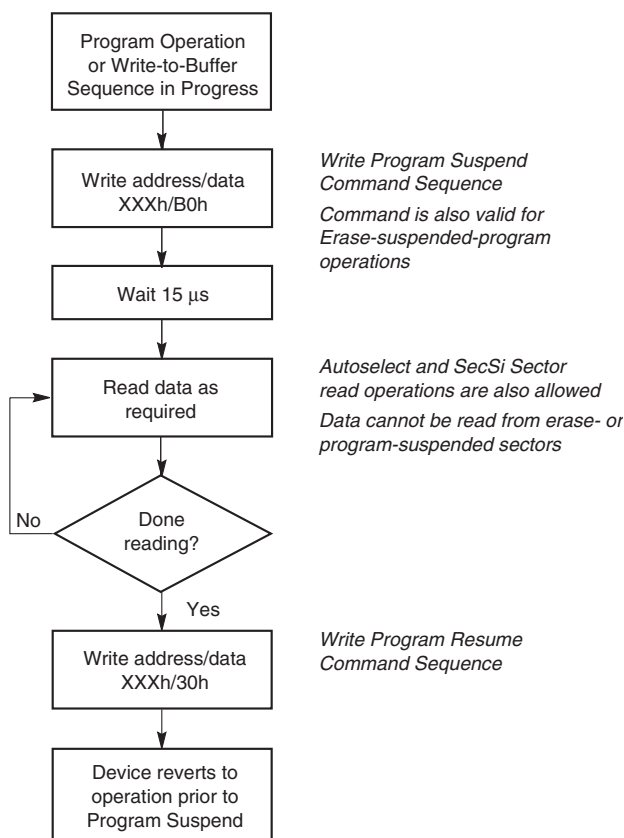 Program Operation
or Write-to-Buffer
Sequence in Progress
Write address/data
XXXh/B0h
Write Program Suspend
Command Sequence
Command is also valid for
Erase-suspended-program
operations
Wait 15 μs
Read data as
required
Autoselect and SecSi Sector
read operations are also allowed
Data cannot be read from erase- or
program-suspended sectors
No
Done
reading?
Yes
Write address/data
XXXh/30h
Write Program Resume
Command Sequence
Device reverts to
operation prior to
Program Suspend